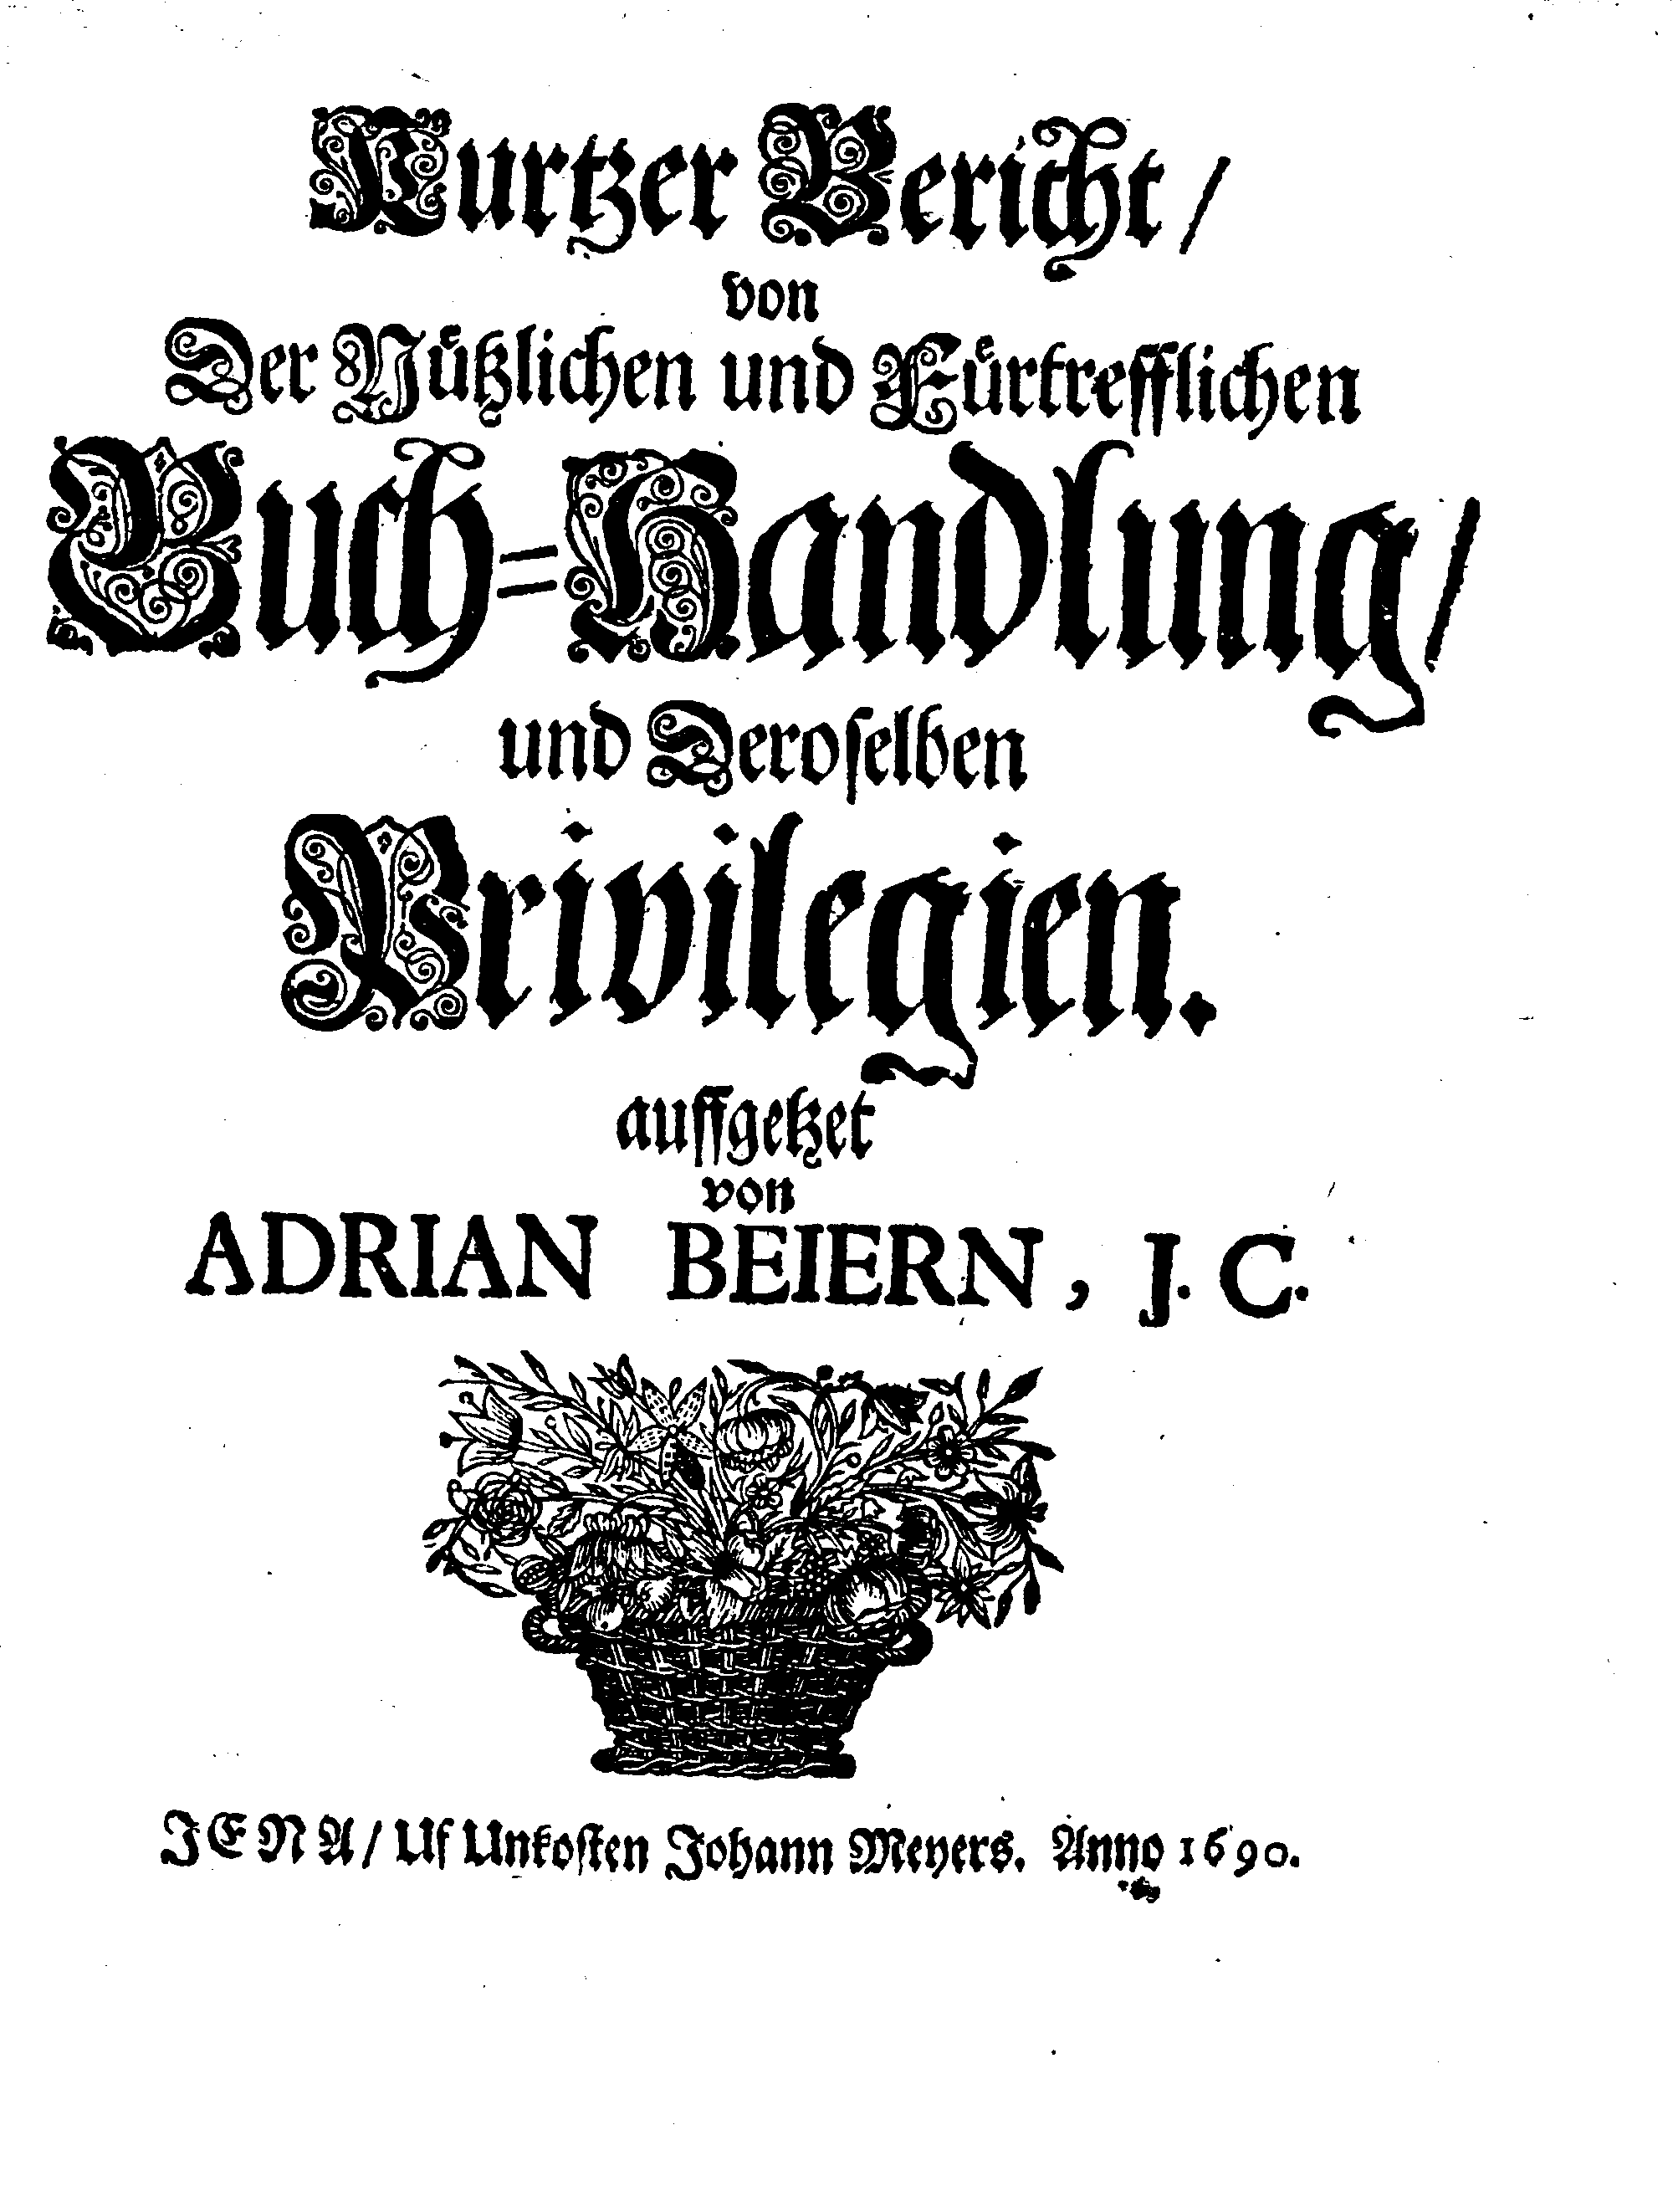 Kurtzer Bericht /
von
Der Nützlichen und Fürtrefflichen
Buch=Handlung/
und Deroſelben
Privilegien.
auffgeſetzet
von
ADRIAN BEIERN, J. C.
JENA/ Uf Unkoſten Johann Meyers. Anno 1690.